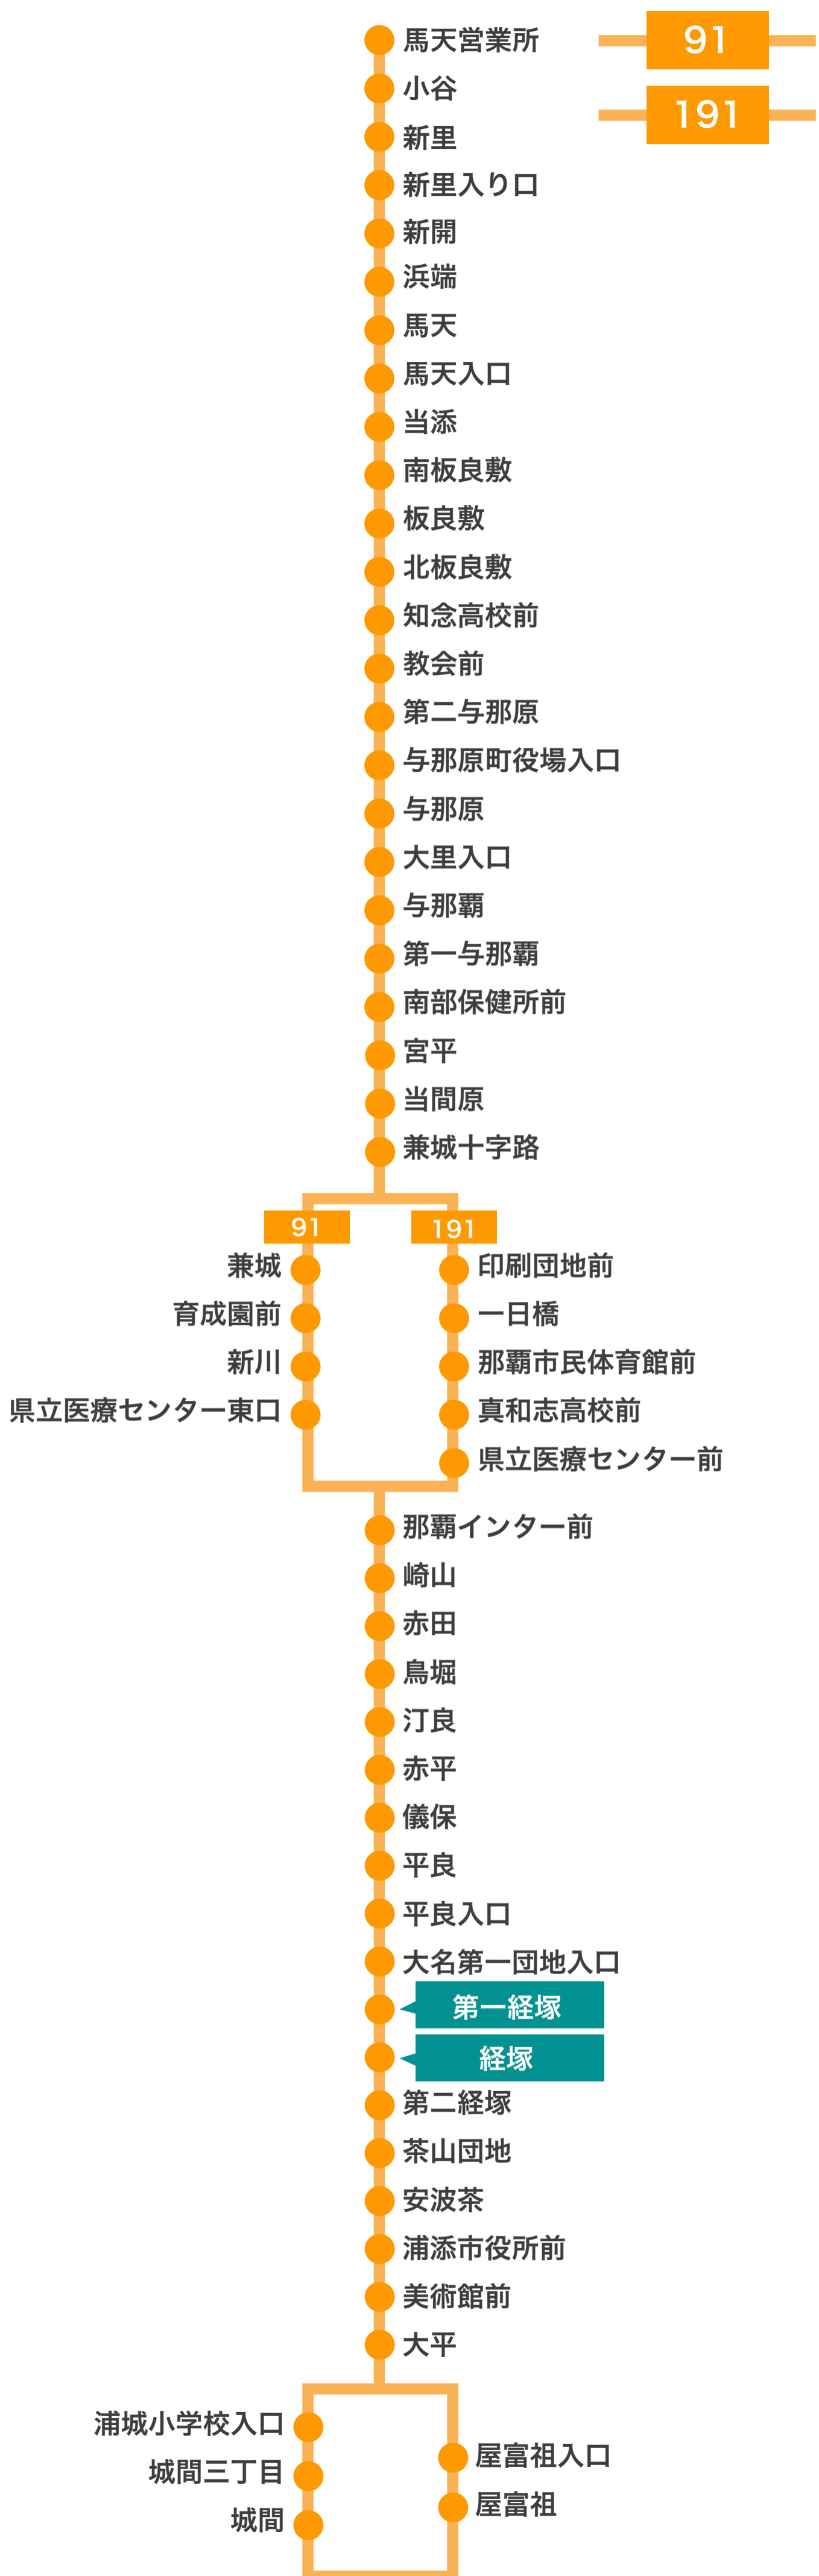 馬天営業所
91
小谷
191
新里
新里入り口
新開
浜端
馬天
馬天入口
当添
南板良敷
板良敷
北板良敷
知念高校前
教会前
第二与那原
与那原町役場入口
与那原
大里入口
与那覇
第一与那覇
南部保健所前
宮平
当間原
兼城十字路
91
兼城
育成園前
新川
県立医療センター東口
191
印刷団地前
一日橋
那覇市民体育館前
真和志高校前
県立医療センター前
那覇インター前
崎山
赤田
鳥堀
汀良
赤平
儀保
平良
平良入口
大名第一団地入口
第一経塚
経塚
第二経塚
茶山団地
安波茶
浦添市役所前
美術館前
大平
浦城小学校入口
城間三丁目
城間
屋富祖入口
屋富祖